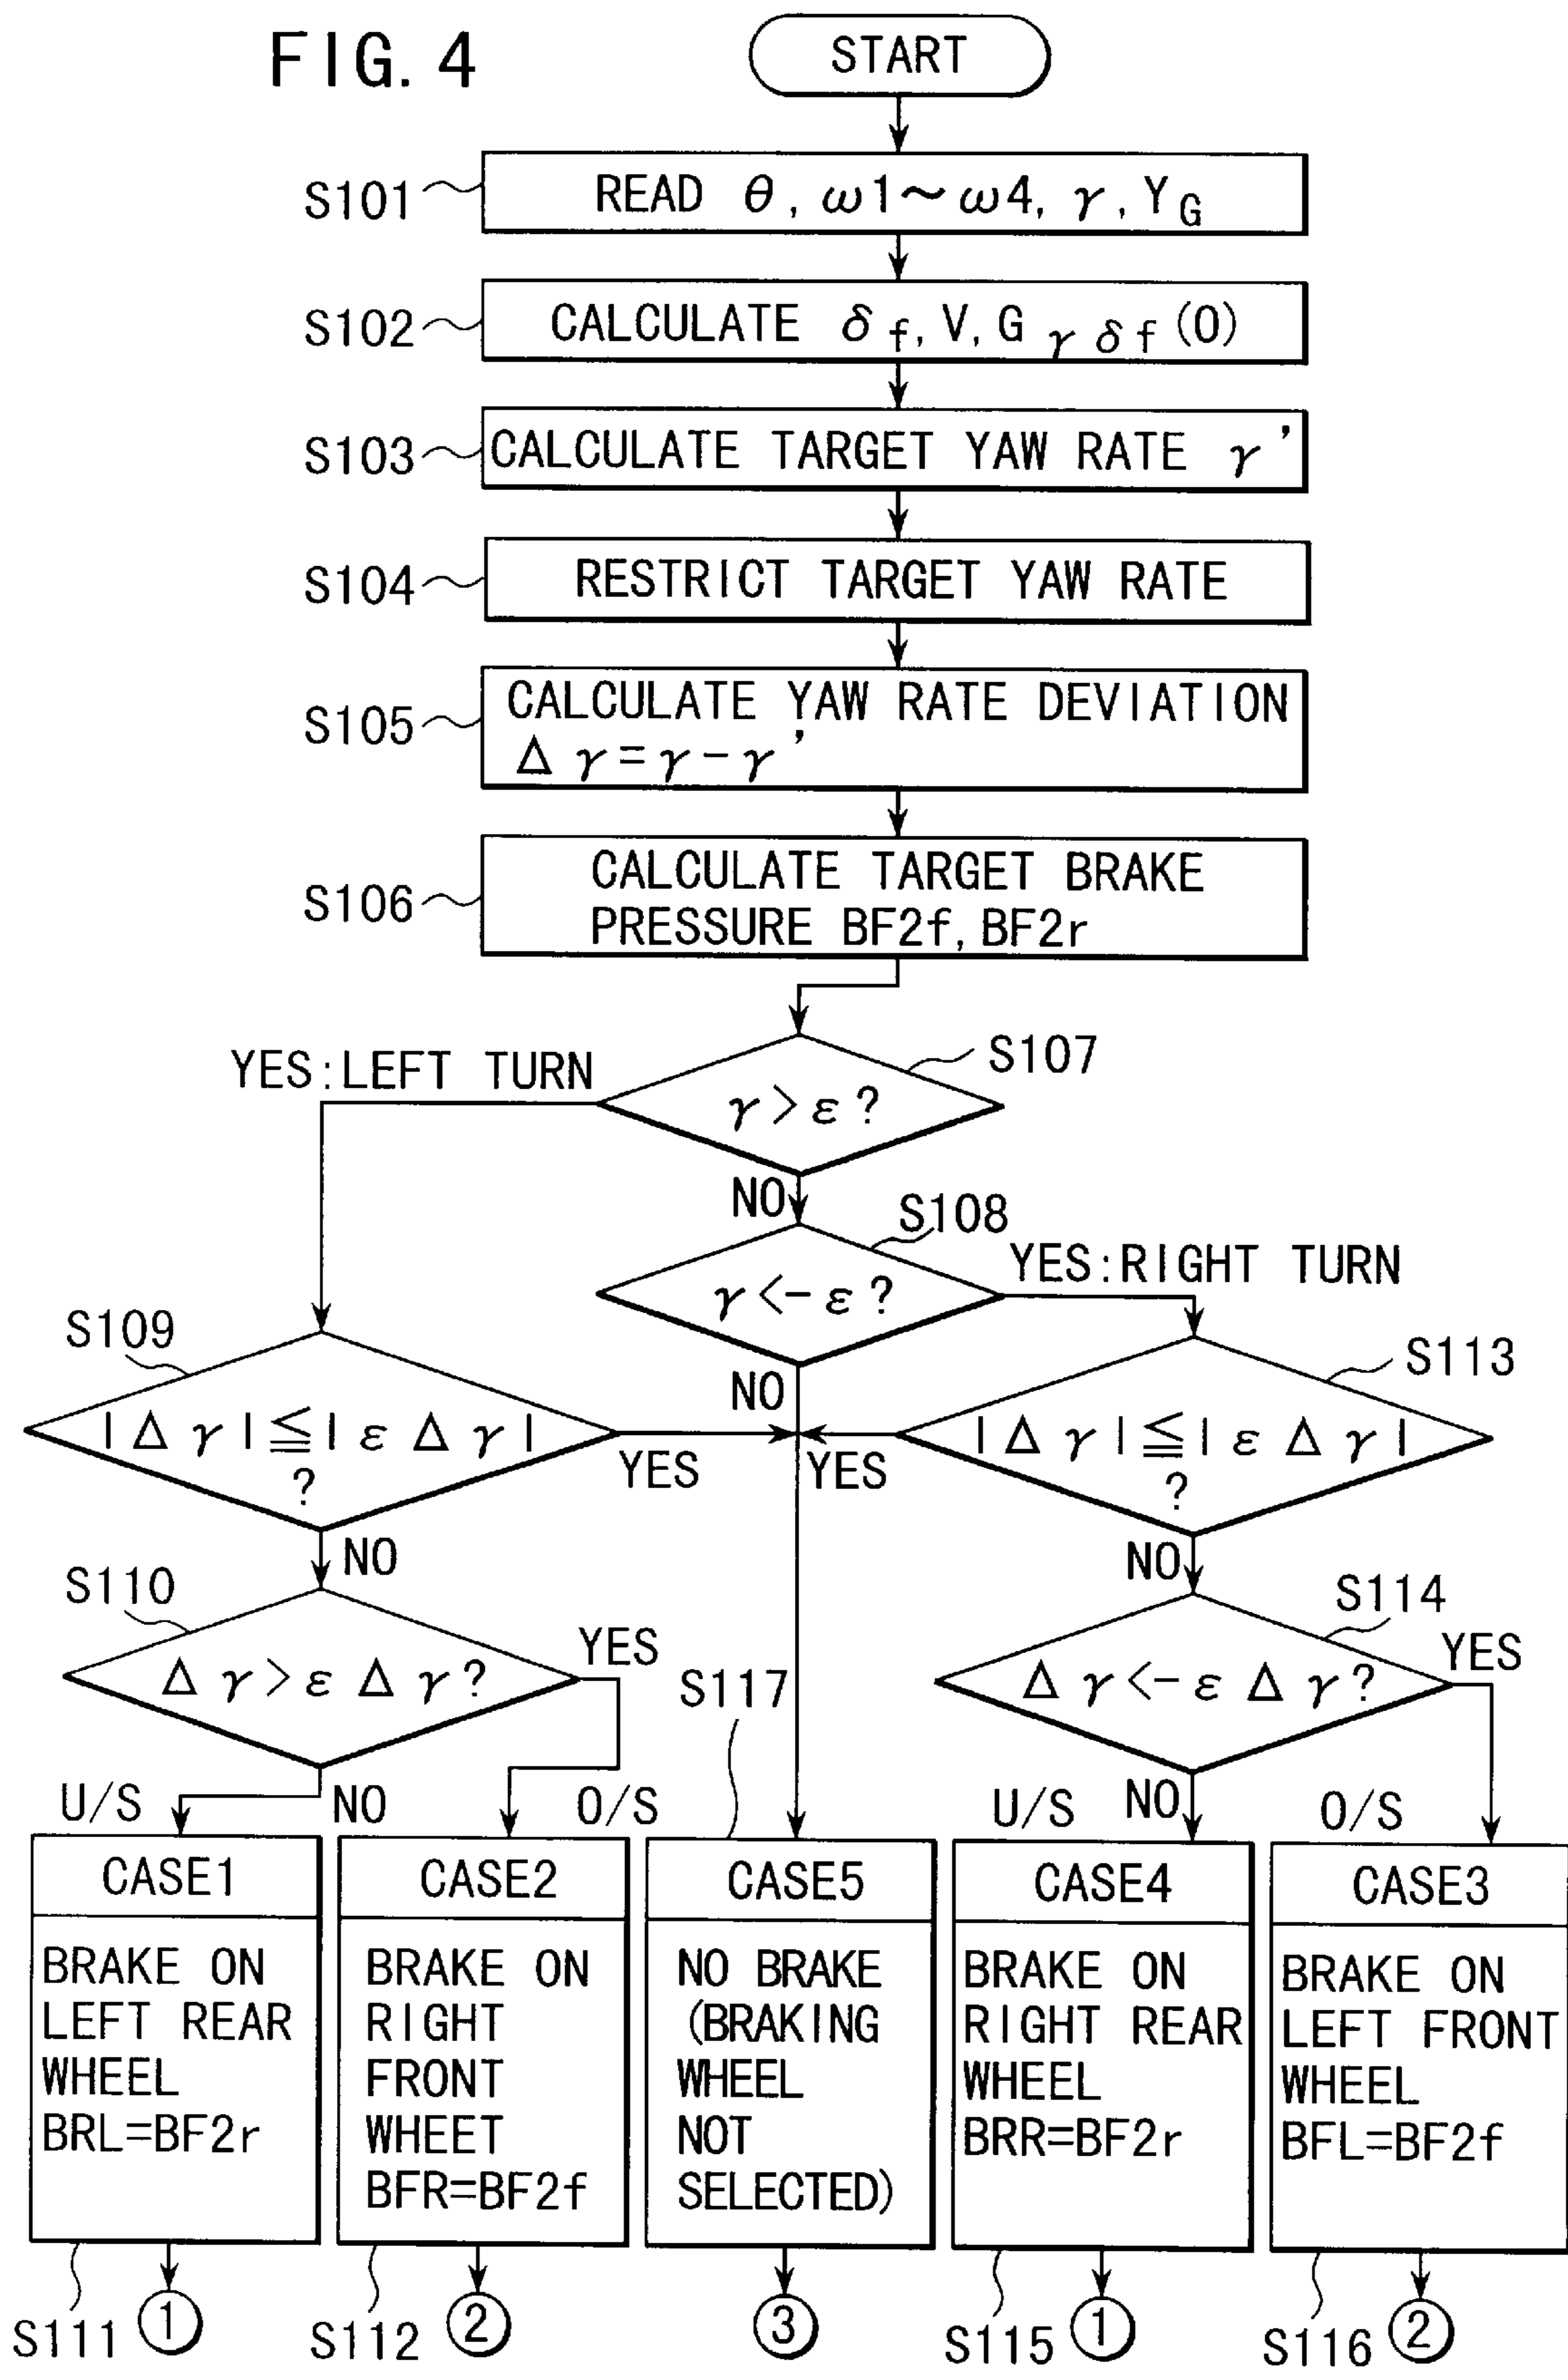 FIG. 4
START
S101
READ θ, ω1~ω4, γ, YG
S102
CALCULATE δf, V, Gγδf(0)
S103
CALCULATE TARGET YAW RATE γ'
S104
RESTRICT TARGET YAW RATE
S105
CALCULATE YAW RATE DEVIATION
Δγ=γ-γ'
S106
CALCULATE TARGET BRAKE
PRESSURE BF2f, BF2r
S107
YES:LEFT TURN
γ>ε?
NO
S108
YES:RIGHT TURN
γ<-ε?
NO
S109
|Δγ|≦|εΔγ|
?
YES
NO
S113
|Δγ|≦|εΔγ|
?
YES
NO
S110
Δγ>εΔγ?
YES
NO
S117
S114
Δγ<-εΔγ?
YES
NO
U/S
O/S
U/S
O/S
CASE1
BRAKE ON
LEFT REAR
WHEEL
BRL=BF2r
S111
1
CASE2
BRAKE ON
RIGHT
FRONT
WHEET
BFR=BF2f
S112
2
CASE5
NO BRAKE
(BRAKING
WHEEL
NOT
SELECTED)
3
CASE4
BRAKE ON
RIGHT REAR
WHEEL
BRR=BF2r
S115
1
CASE3
BRAKE ON
LEFT FRONT
WHEEL
BFL=BF2f
S116
2